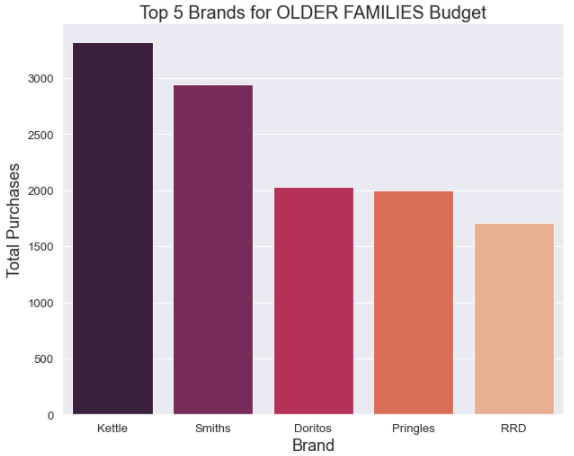 Top 5 Brands for OLDER FAMILIES Budget
Total Purchases
3000
2500
2000
1500
1000
500
0
Kettle Smiths Doritos Pringles RRD
Brand